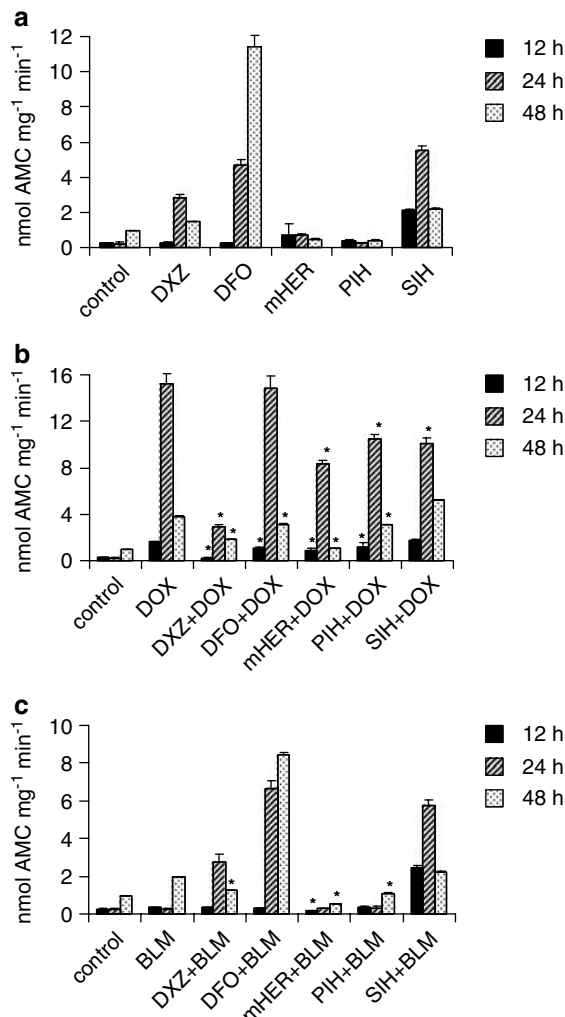 a
nmol AMC mg⁻¹ min⁻¹
12
10
8
6
4
2
0
control
DXZ
DFO
mHER
PIH
SIH
12 h
24 h
48 h
b
nmol AMC mg⁻¹ min⁻¹
16
12
8
4
0
* * *
* *
* * *
* * *
*
control
DOX
DXZ+DOX
DFO+DOX
mHER+DOX
PIH+DOX
SIH+DOX
12 h
24 h
48 h
c
nmol AMC mg⁻¹ min⁻¹
10
8
6
4
2
0
*
* *
*
control
BLM
DXZ+BLM
DFO+BLM
mHER+BLM
PIH+BLM
SIH+BLM
12 h
24 h
48 h